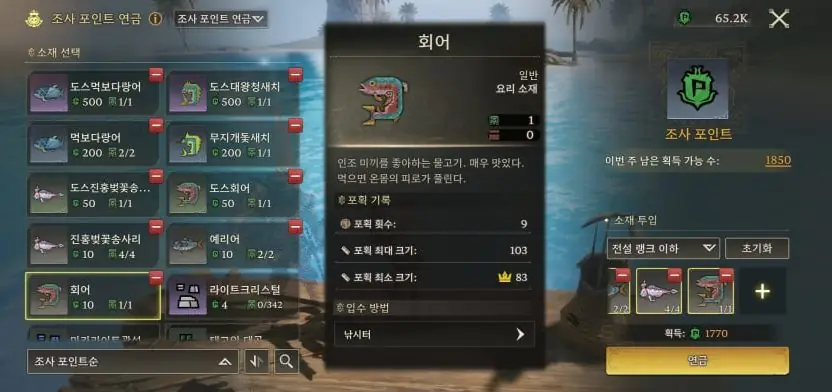 조사 포인트 연금
조사 포인트 연금
65.2K
소재 선택
도스먹보다랑어
500 1/1
도스대왕청새치
500 1/1
먹보다랑어
200 2/2
무지개돛새치
200 1/1
도스진홍벚꽃송...
50 1/1
도스회어
50 1/1
진홍벚꽃송사리
10 4/4
예리어
10 2/2
회어
10 1/1
라이트크리스털
4 0/342
조사 포인트순
회어
일반
요리 소재
1
0
인조 미끼를 좋아하는 물고기. 매우 맛있다.
먹으면 온몸의 피로가 풀린다.
포획 기록
포획 횟수: 9
포획 최대 크기: 103
포획 최소 크기: 83
입수 방법
낚시터
조사 포인트
이번 주 남은 획득 가능 수: 1850
소재 투입
전설 랭크 이하
초기화
2/2
4/4
1/1
획득: 1770
연금